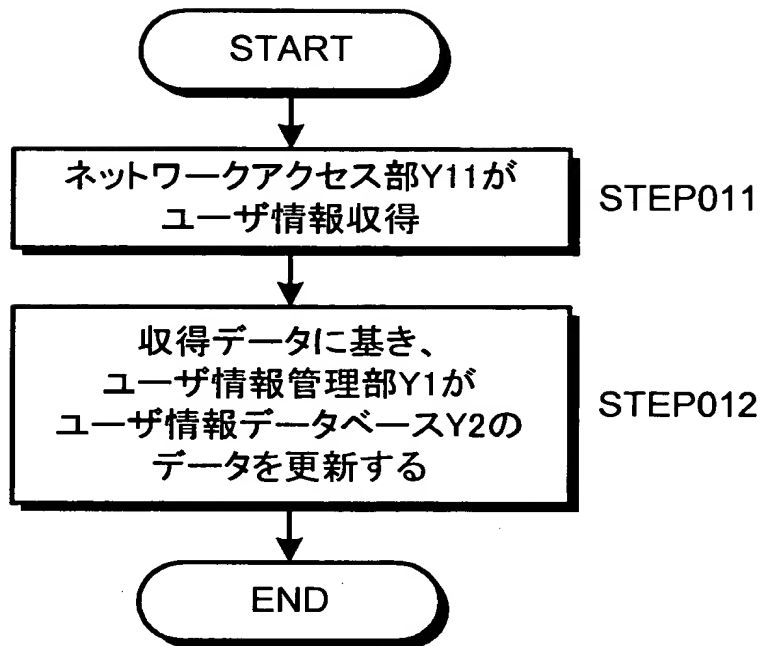 START
ネットワークアクセス部Y11が
ユーザ情報収得
STEP011
収得データに基き、
ユーザ情報管理部Y1が
ユーザ情報データベースY2の
データを更新する
STEP012
END